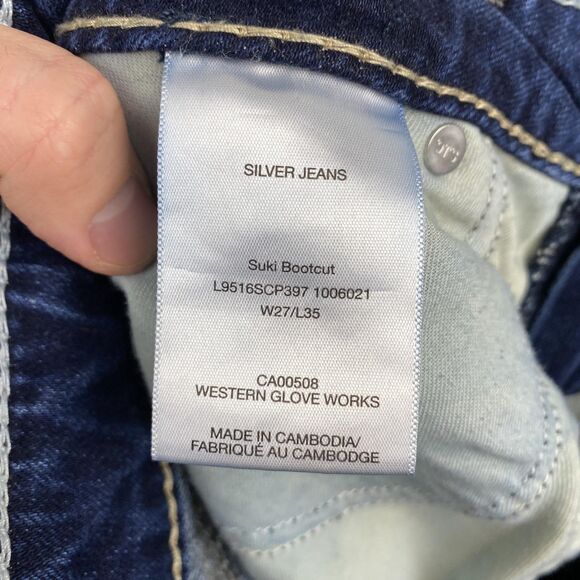 SILVER JEANS
Suki Bootcut
L9516SCP397 1006021
W27/L35
CA00508
WESTERN GLOVE WORKS
MADE IN CAMBODIA/
FABRIQUÉ AU CAMBODGE